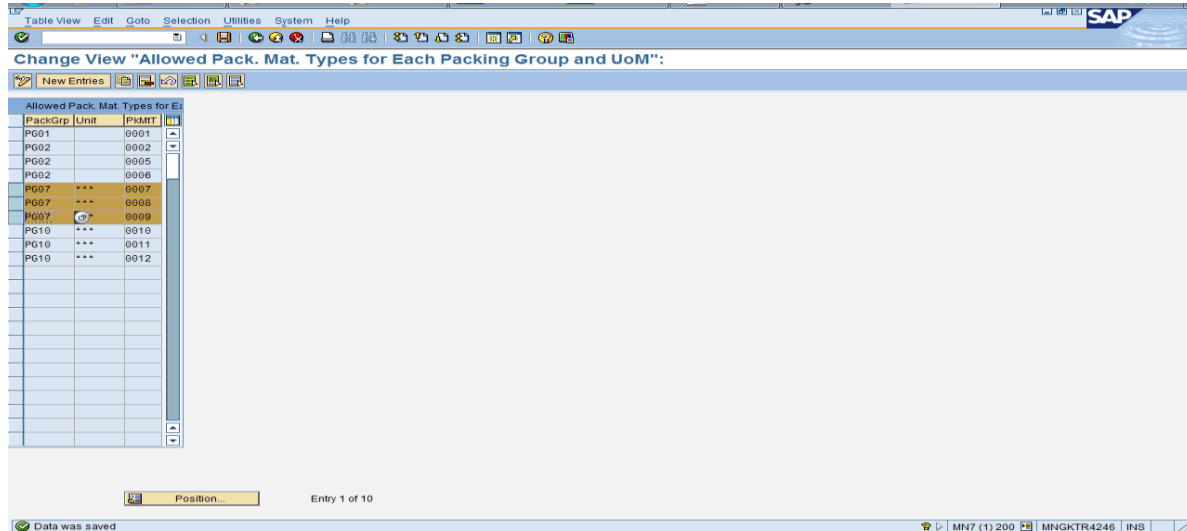 Table View Edit Goto Selection Utilities System Help
SAP
Change View "Allowed Pack. Mat. Types for Each Packing Group and UoM":
New Entries
Allowed Pack. Mat. Types for Ea
PackGrp Unit PkMtT
PG01 0001
PG02 0002
PG02 0005
PG02 0006
PG07 *** 0007
PG07 *** 0008
PG07 * 0009
PG10 *** 0010
PG10 *** 0011
PG10 *** 0012
Position... Entry 1 of 10
Data was saved MN7 (1) 200 MNGKTR4246 INS